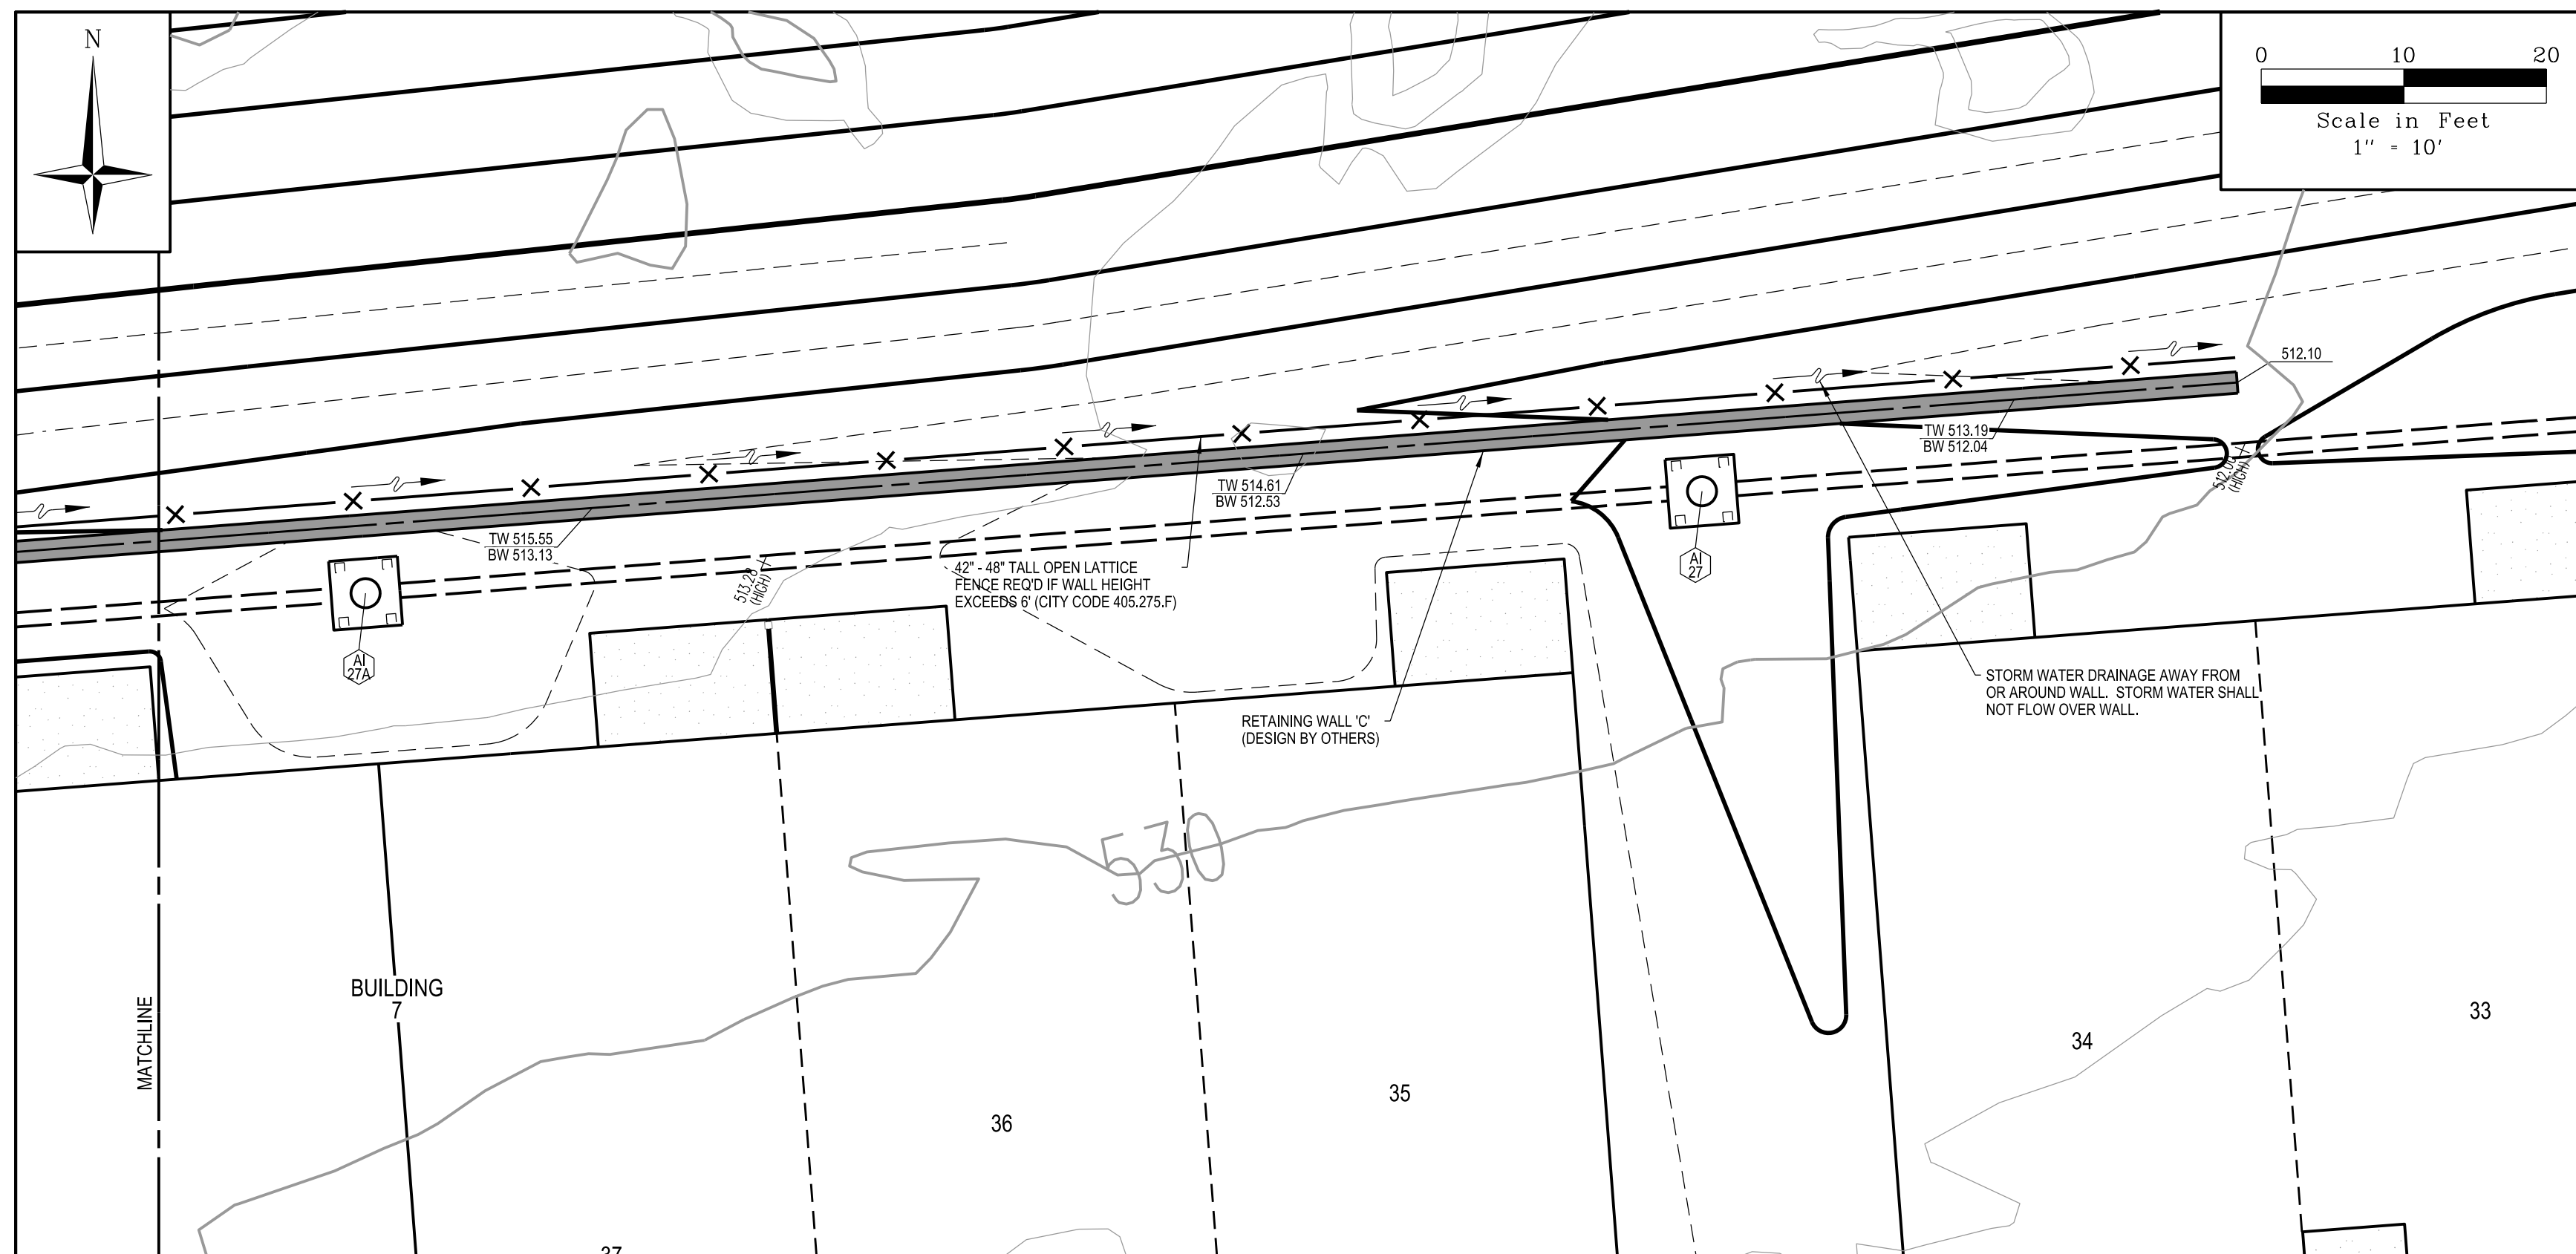 N
0 10 20
Scale in Feet
1" = 10'
512.10
TW 513.19
BW 512.04
TW 514.61
BW 512.53
TW 515.55
BW 513.13
(HIGH)
513.28
(HIGH)
42" - 48" TALL OPEN LATTICE
FENCE REQ'D IF WALL HEIGHT
EXCEEDS 6' (CITY CODE 405.275.F)
AI
27
AI
27A
STORM WATER DRAINAGE AWAY FROM
OR AROUND WALL. STORM WATER SHALL
NOT FLOW OVER WALL.
RETAINING WALL 'C'
(DESIGN BY OTHERS)
530
BUILDING
7
MATCHLINE
33
34
35
36
37